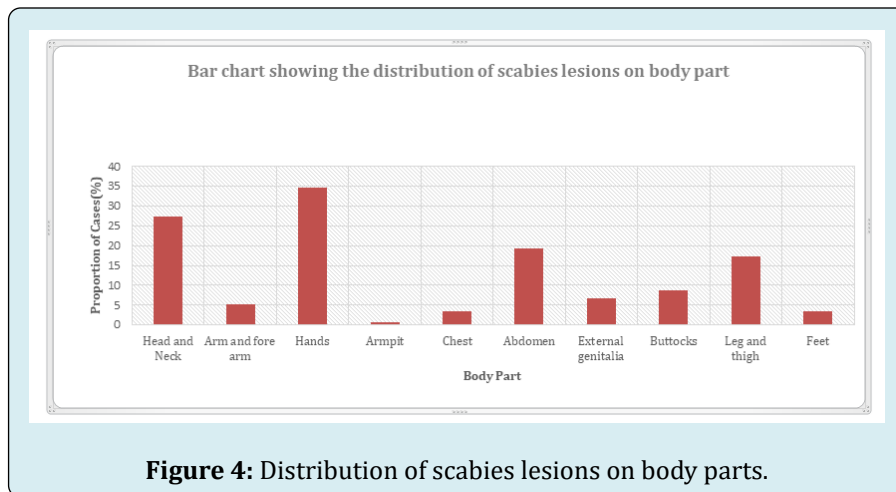 Bar chart showing the distribution of scabies lesions on body part
Proportion of Cases(%)
40
35
30
25
20
15
10
5
0
Head and Neck
Arm and fore arm
Hands
Armpit
Chest
Abdomen
External genitalia
Buttocks
Leg and thigh
Feet
Body Part
Figure 4: Distribution of scabies lesions on body parts.